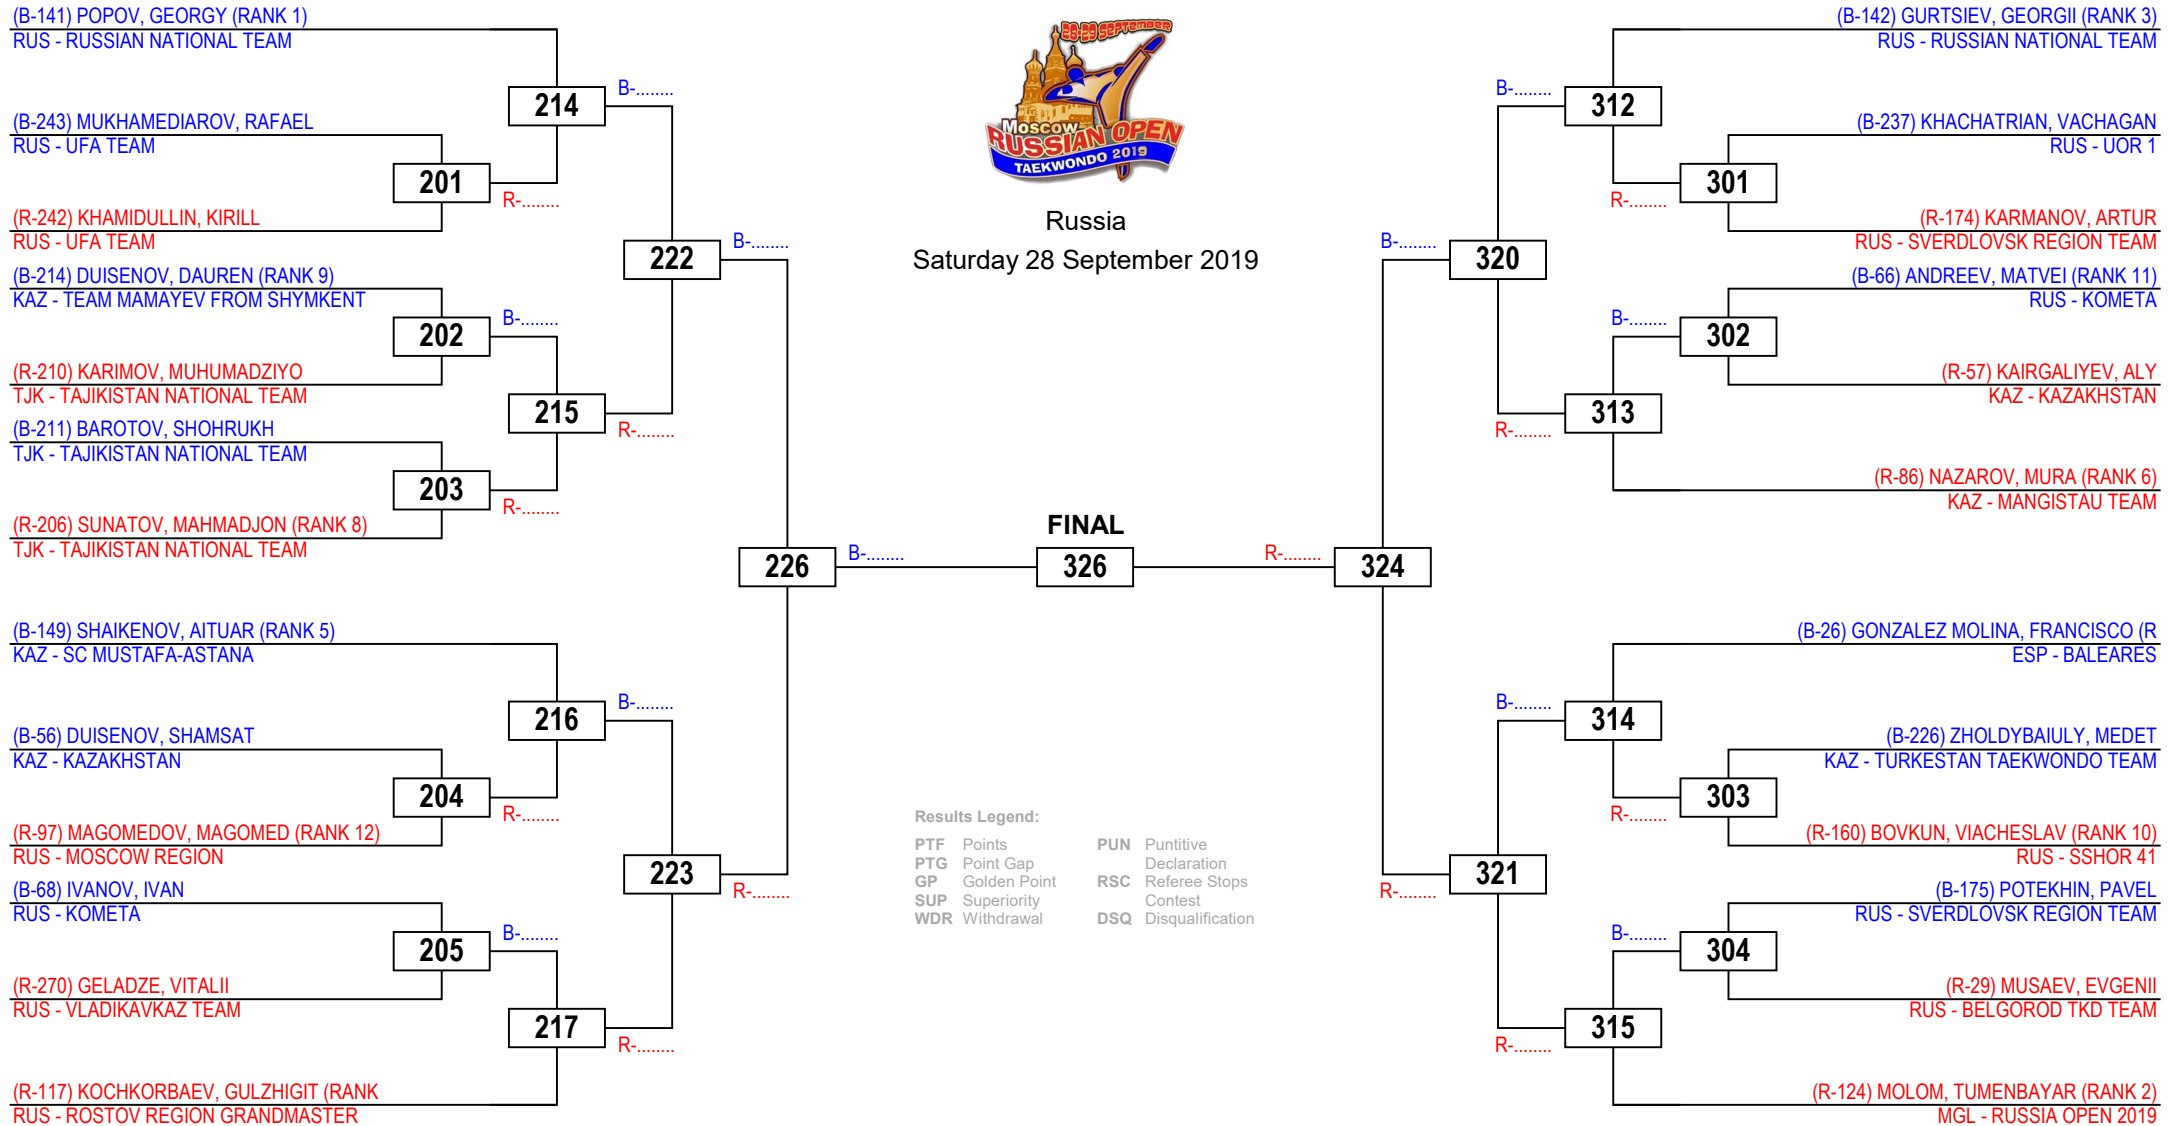 (B-141) POPOV, GEORGY (RANK 1)
RUS - RUSSIAN NATIONAL TEAM
214
B-........
(B-243) MUKHAMEDIAROV, RAFAEL
RUS - UFA TEAM
201
R-........
(R-242) KHAMIDULLIN, KIRILL
RUS - UFA TEAM
222
B-........
(B-214) DUISENOV, DAUREN (RANK 9)
KAZ - TEAM MAMAYEV FROM SHYMKENT
202
B-........
(R-210) KARIMOV, MUHUMADZIYO
TJK - TAJIKISTAN NATIONAL TEAM
215
R-........
(B-211) BAROTOV, SHOHRUKH
TJK - TAJIKISTAN NATIONAL TEAM
203
R-........
(R-206) SUNATOV, MAHMADJON (RANK 8)
TJK - TAJIKISTAN NATIONAL TEAM
226
B-........
(B-149) SHAIKENOV, AITUAR (RANK 5)
KAZ - SC MUSTAFA-ASTANA
216
B-........
(B-56) DUISENOV, SHAMSAT
KAZ - KAZAKHSTAN
204
R-........
(R-97) MAGOMEDOV, MAGOMED (RANK 12)
RUS - MOSCOW REGION
223
R-........
(B-68) IVANOV, IVAN
RUS - KOMETA
205
B-........
(R-270) GELADZE, VITALII
RUS - VLADIKAVKAZ TEAM
217
R-........
(R-117) KOCHKORBAEV, GULZHIGIT (RANK
RUS - ROSTOV REGION GRANDMASTER
28-29 SEPTEMBER
MOSCOW
RUSSIAN OPEN
TAEKWONDO 2019
Russia
Saturday 28 September 2019
FINAL
326
Results Legend:
PTF Points
PTG Point Gap
GP Golden Point
SUP Superiority
WDR Withdrawal
PUN Puntitive
Declaration
RSC Referee Stops
Contest
DSQ Disqualification
(B-142) GURTSIEV, GEORGII (RANK 3)
RUS - RUSSIAN NATIONAL TEAM
B-........
312
(B-237) KHACHATRIAN, VACHAGAN
RUS - UOR 1
R-........
301
(R-174) KARMANOV, ARTUR
RUS - SVERDLOVSK REGION TEAM
B-........
320
(B-66) ANDREEV, MATVEI (RANK 11)
RUS - KOMETA
B-........
302
(R-57) KAIRGALIYEV, ALY
KAZ - KAZAKHSTAN
R-........
313
(R-86) NAZAROV, MURA (RANK 6)
KAZ - MANGISTAU TEAM
R-........
324
(B-26) GONZALEZ MOLINA, FRANCISCO (R
ESP - BALEARES
B-........
314
(B-226) ZHOLDYBAIULY, MEDET
KAZ - TURKESTAN TAEKWONDO TEAM
R-........
303
(R-160) BOVKUN, VIACHESLAV (RANK 10)
RUS - SSHOR 41
R-........
321
(B-175) POTEKHIN, PAVEL
RUS - SVERDLOVSK REGION TEAM
B-........
304
(R-29) MUSAEV, EVGENII
RUS - BELGOROD TKD TEAM
R-........
315
(R-124) MOLOM, TUMENBAYAR (RANK 2)
MGL - RUSSIA OPEN 2019